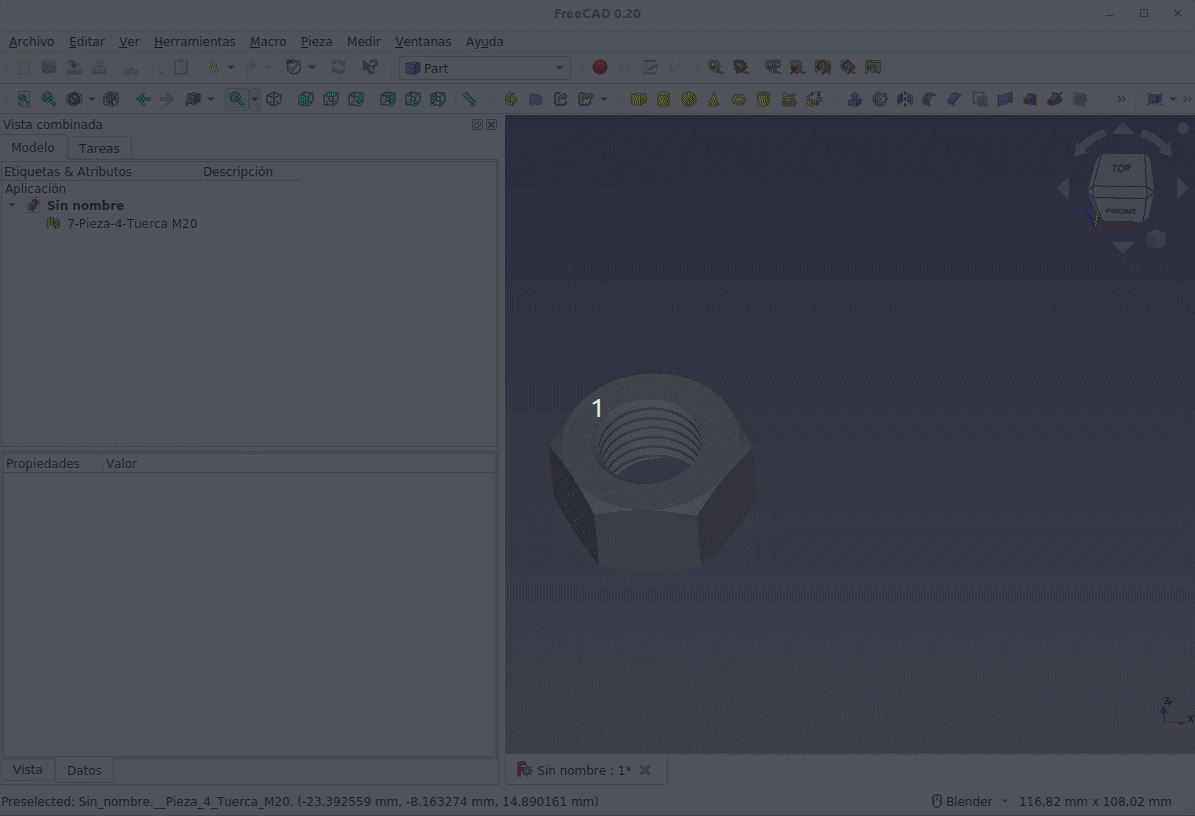 FreeCAD 0.20
Archivo Editar Ver Herramientas Macro Pieza Medir Ventanas Ayuda
Part
Vista combinada
Modelo Tareas
Etiquetas & Atributos Descripción
Aplicación
Sin nombre
7-Pieza-4-Tuerca M20
Propiedades Valor
Vista Datos
TOP
FRONT
1
Z
X
Sin nombre : 1*
Preselected: Sin_nombre.__Pieza_4_Tuerca_M20. (-23.392559 mm, -8.163274 mm, 14.890161 mm)
Blender 116,82 mm x 108,02 mm